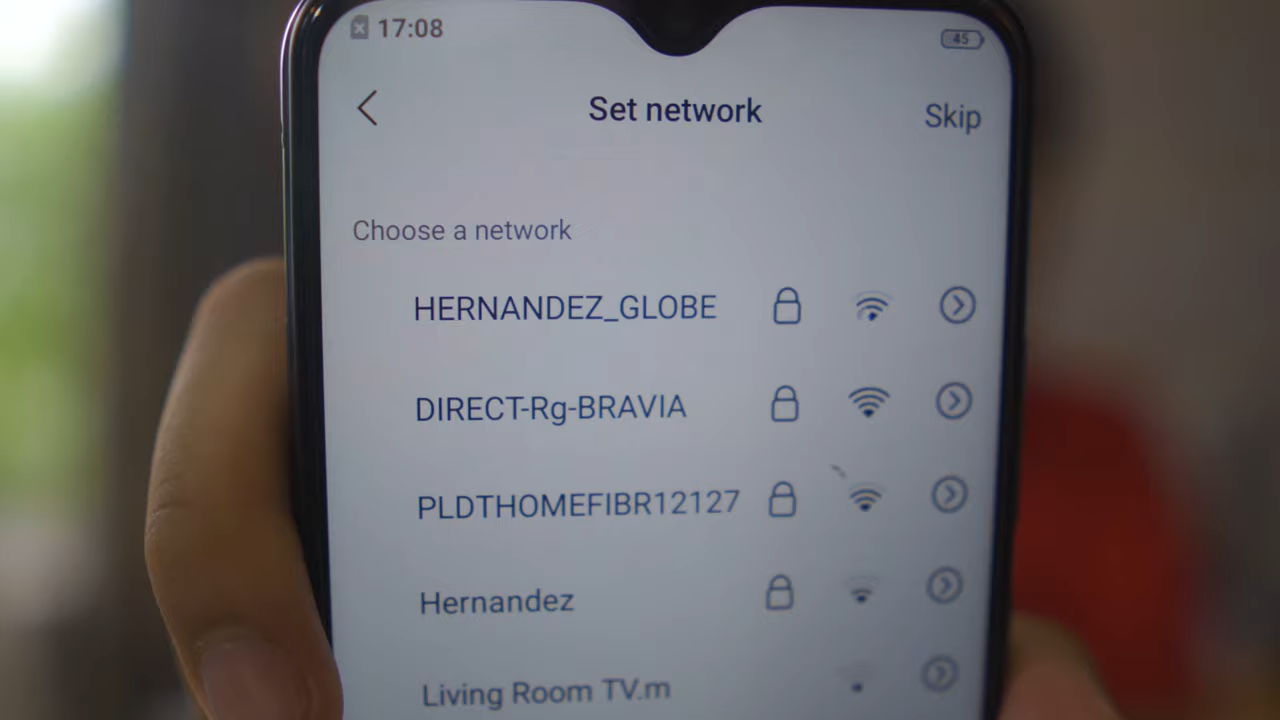 17:08
45
Set network
Skip
Choose a network
HERNANDEZ_GLOBE
DIRECT-Rg-BRAVIA
PLDTHOMEFIBR12127
Hernandez
Living Room TV.m